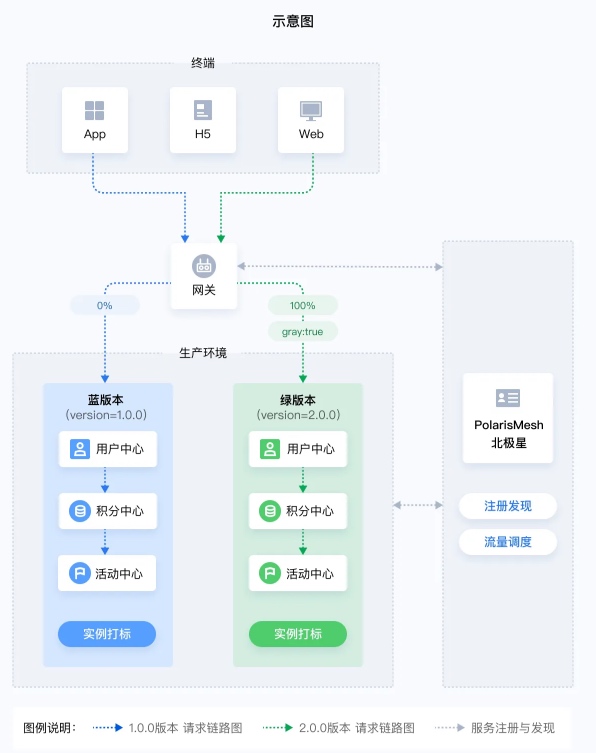 示意图
终端
App
H5
Web
网关
0%
100%
gray:true
生产环境
蓝版本
（version=1.0.0）
用户中心
积分中心
活动中心
实例打标
绿版本
（version=2.0.0）
用户中心
积分中心
活动中心
实例打标
PolarisMesh
北极星
注册发现
流量调度
图例说明： 1.0.0版本 请求链路图 2.0.0版本 请求链路图 服务注册与发现